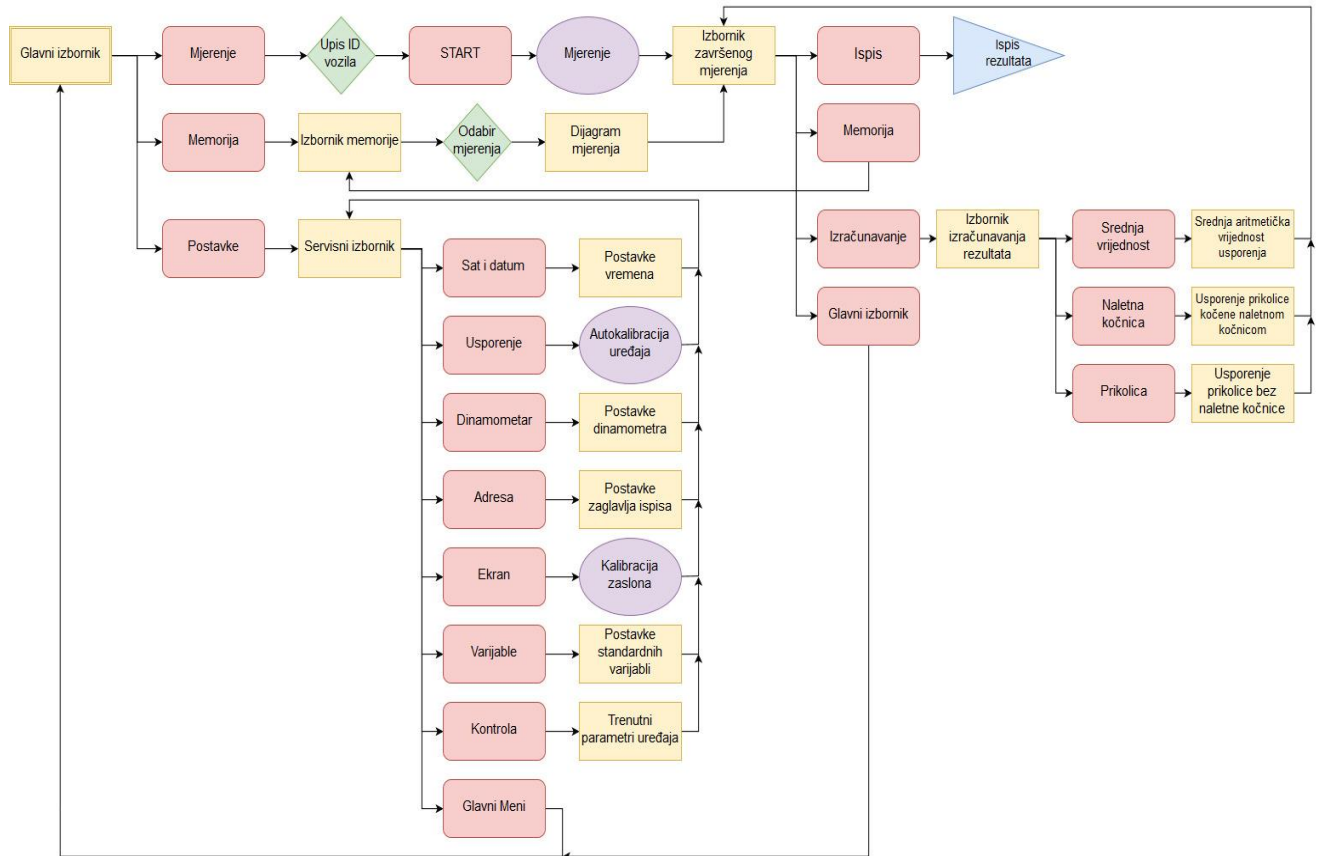 Glavni izbornik
Mjerenje
Upis ID
vozila
START
Mjerenje
Izbornik
završenog
mjerenja
Ispis
Ispis
rezultata
Memorija
Izbornik memorije
Odabir
mjerenja
Dijagram
mjerenja
Memorija
Postavke
Servisni izbornik
Izračunavanje
Izbornik
izračunavanja
rezultata
Srednja
vrijednost
Srednja aritmetička
vrijednost
usporenja
Sat i datum
Postavke
vremena
Glavni izbornik
Naletna
kočnica
Usporenje prikolice
kočene naletnom
kočnicom
Usporenje
Autokalibracija
uređaja
Prikolica
Usporenje
prikolice bez
naletne kočnice
Dinamometar
Postavke
dinamometra
Adresa
Postavke
zaglavlja ispisa
Ekran
Kalibracija
zaslona
Varijable
Postavke
standardnih
varijabli
Kontrola
Trenutni
parametri uređaja
Glavni Meni